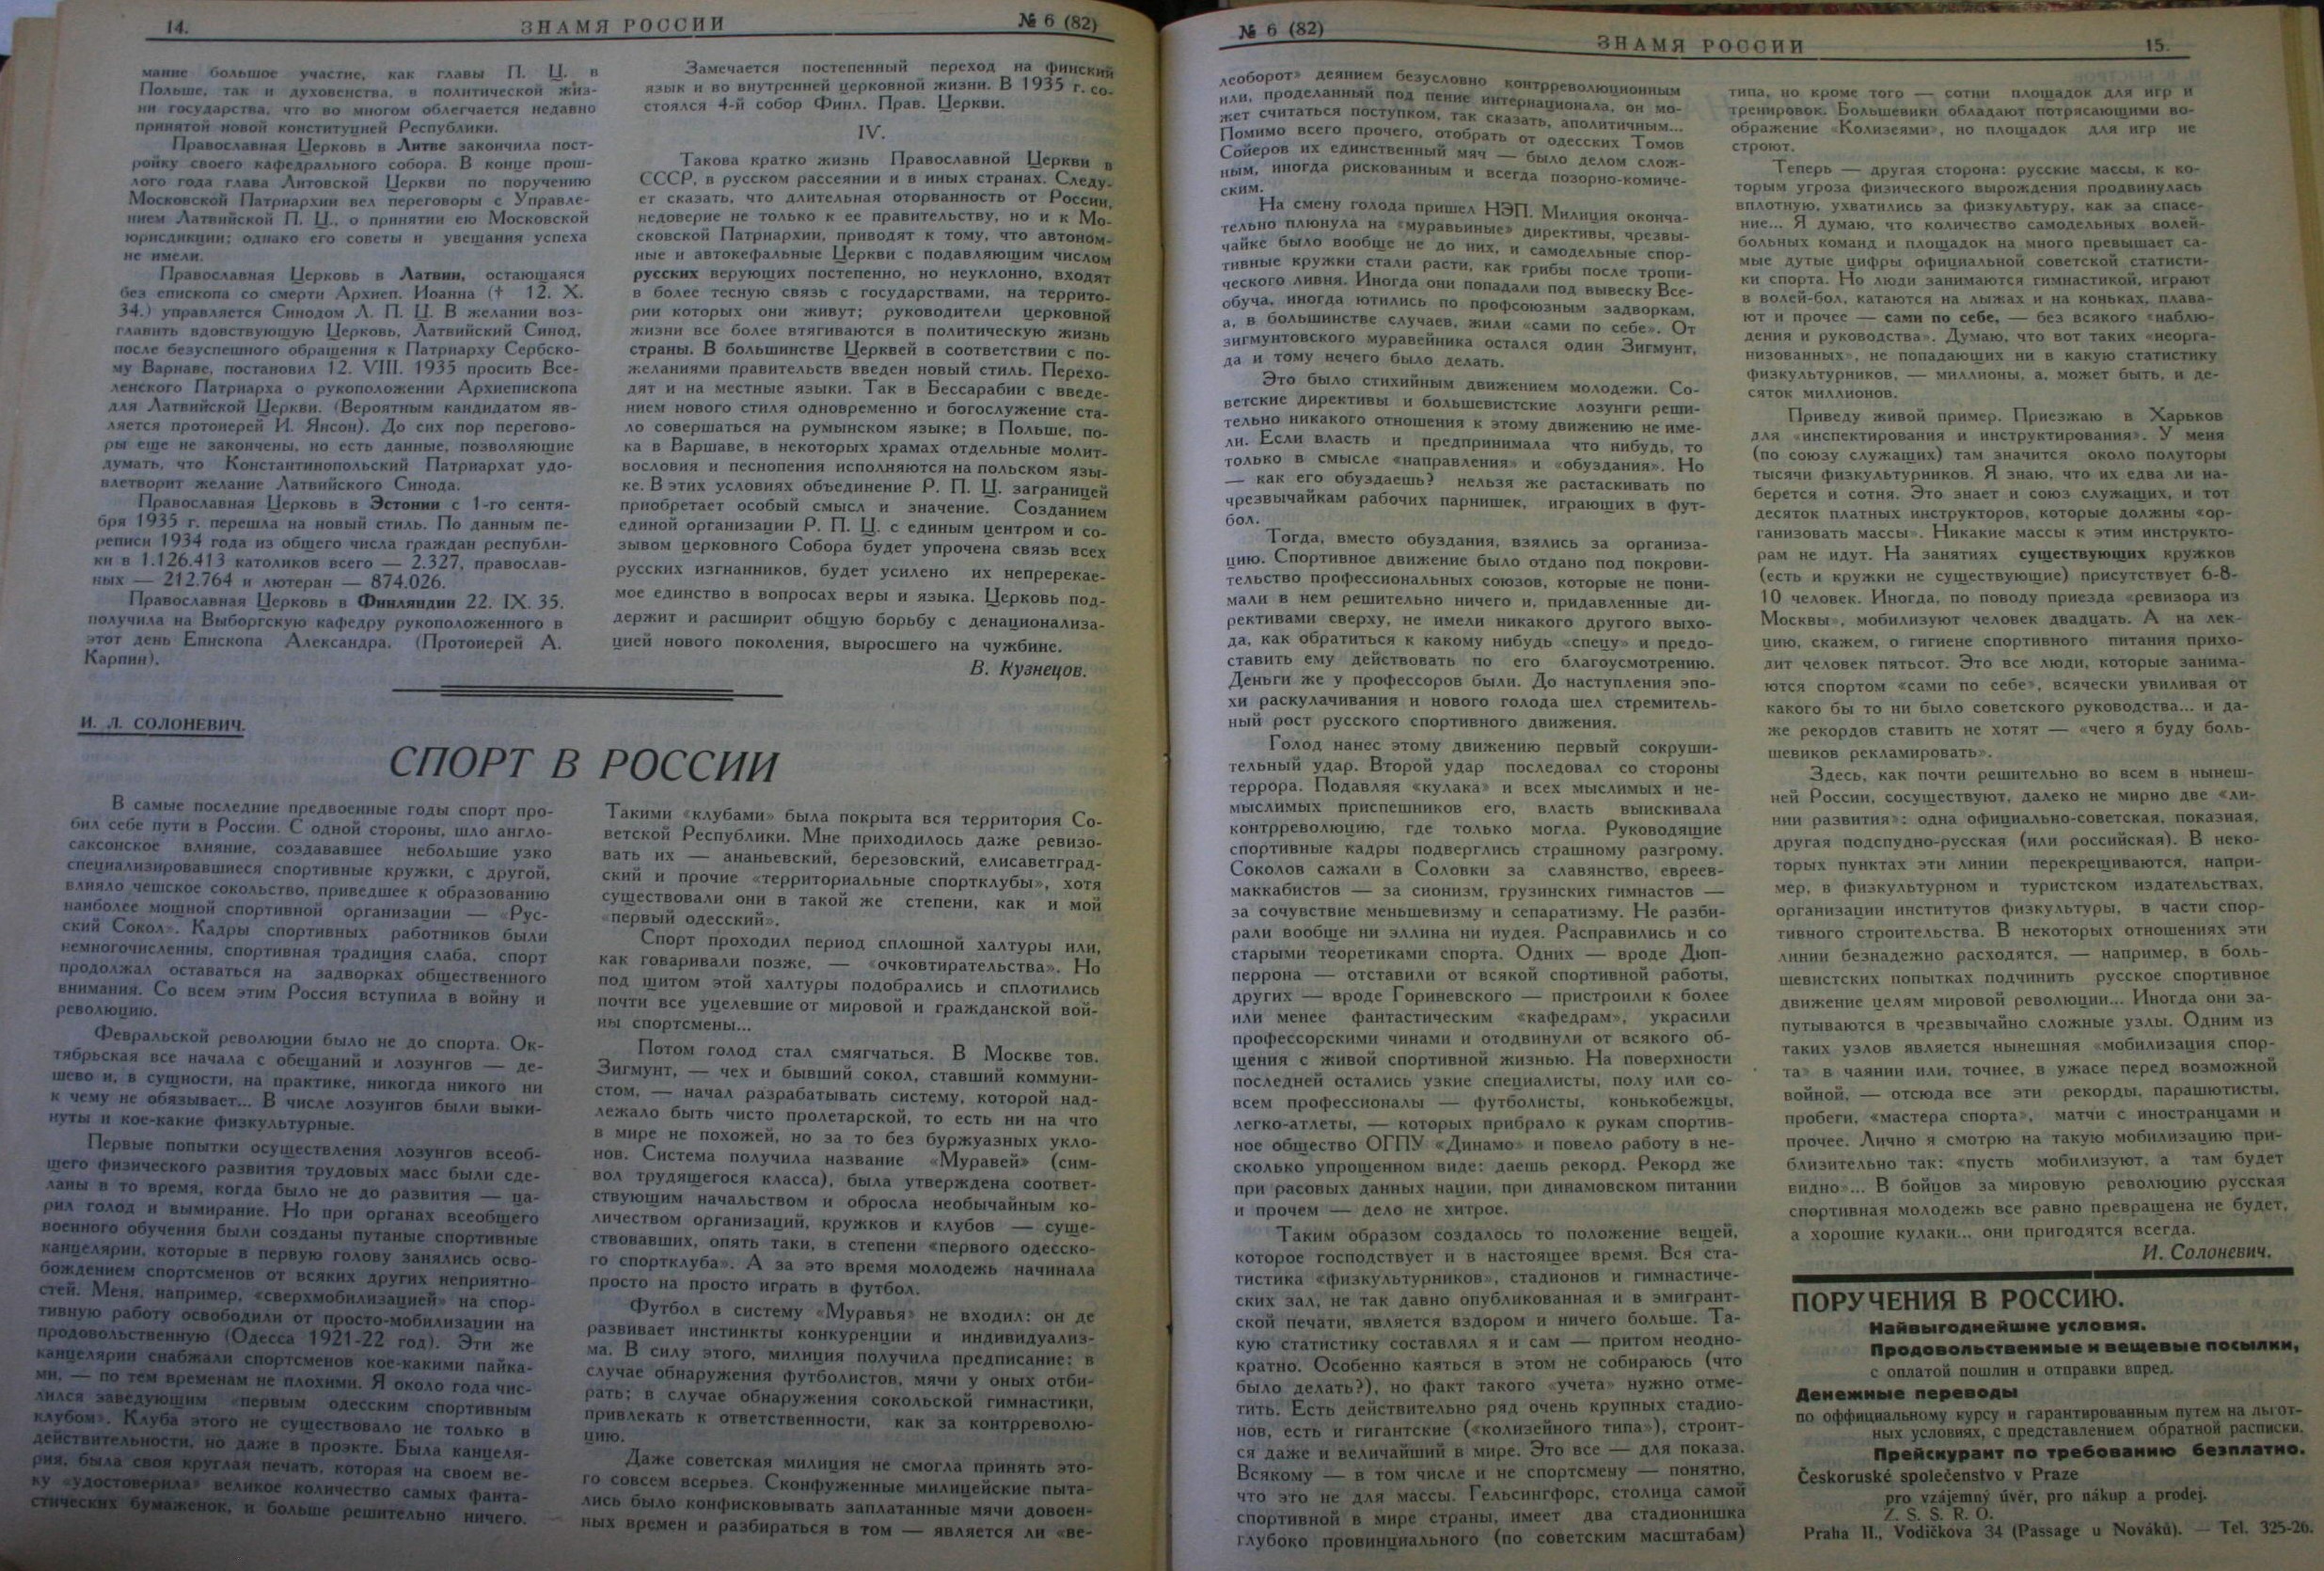 14.
ЗНАМЯ РОССИИ
№ 6 (82)
мание большое участие, как главы П. Ц. в
Польше, так и духовенства, в политической жиз-
ни государства, что во многом облегчается недавно
принятой новой конституцией Республики.
Православная Церковь в Литве закончила пост-
ройку своего кафедрального собора. В конце прош-
лого года глава Литовской Церкви по поручению
Московской Патриархии вел переговоры с Управле-
нием Латвийской П. Ц., о принятии ею Московской
юрисдикции; однако его советы и увещания успеха
не имели.
Православная Церковь в Латвии, остающаяся
без епископа со смерти Архиеп. Иоанна († 12. X.
34.) управляется Синодом Л. П. Ц. В желании воз-
главить вдовствующую Церковь, Латвийский Синод,
после безуспешного обращения к Патриарху Сербско-
му Варнаве, постановил 12. VIII. 1935 просить Все-
ленского Патриарха о рукоположении Архиепископа
для Латвийской Церкви. (Вероятным кандидатом яв-
ляется протоиерей И. Янсон). До сих пор перегово-
ры еще не закончены, но есть данные, позволяющие
думать, что Константинопольский Патриархат удо-
влетворит желание Латвийского Синода.
Православная Церковь в Эстонии с 1-го сентя-
бря 1935 г. перешла на новый стиль. По данным пе-
реписи 1934 года из общего числа граждан республи-
ки в 1.126.413 католиков всего — 2.327, православ-
ных — 212.764 и лютеран — 874.026.
Православная Церковь в Финляндии 22. IX. 35.
получила на Выборгскую кафедру рукоположенного в
этот день Епископа Александра. (Протоиерей А.
Карпин).
Замечается постепенный переход на финский
язык и во внутренней церковной жизни. В 1935 г. со-
стоялся 4-й собор Финл. Прав. Церкви.
IV.
Такова кратко жизнь Православной Церкви в
СССР, в русском рассеянии и в иных странах. Следу-
ет сказать, что длительная оторванность от России,
недоверие не только к ее правительству, но и к Мо-
сковской Патриархии, приводят к тому, что автоном-
ные и автокефальные Церкви с подавляющим числом
русских верующих постепенно, но неуклонно, входят
в более тесную связь с государствами, на террито-
рии которых они живут; руководители церковной
жизни все более втягиваются в политическую жизнь
страны. В большинстве Церквей в соответствии с по-
желаниями правительств введен новый стиль. Перехо-
дят и на местные языки. Так в Бессарабии с введе-
нием нового стиля одновременно и богослужение ста-
ло совершаться на румынском языке; в Польше, по-
ка в Варшаве, в некоторых храмах отдельные молит-
вословия и песнопения исполняются на польском язы-
ке. В этих условиях объединение Р. П. Ц. заграницей
приобретает особый смысл и значение. Созданием
единой организации Р. П. Ц. с единым центром и со-
зывом церковного Собора будет упрочена связь всех
русских изгнанников, будет усилено их непререкае-
мое единство в вопросах веры и языка. Церковь под-
держит и расширит общую борьбу с денационализа-
цией нового поколения, выросшего на чужбине.
В. Кузнецов.
И. Л. СОЛОНЕВИЧ.
СПОРТ В РОССИИ
В самые последние предвоенные годы спорт про-
бил себе пути в России. С одной стороны, шло англо-
саксонское влияние, создававшее небольшие узко
специализировавшиеся спортивные кружки, с другой,
влияло чешское сокольство, приведшее к образованию
наиболее мощной спортивной организации — «Рус-
ский Сокол». Кадры спортивных работников были
немногочисленны, спортивная традиция слаба, спорт
продолжал оставаться на задворках общественного
внимания. Со всем этим Россия вступила в войну и
революцию.
Февральской революции было не до спорта. Ок-
тябрьская все начала с обещаний и лозунгов — де-
шево и, в сущности, на практике, никогда никого ни
к чему не обязывает... В числе лозунгов были выки-
нуты и кое-какие физкультурные.
Первые попытки осуществления лозунгов всеоб-
щего физического развития трудовых масс были сде-
ланы в то время, когда было не до развития — ца-
рил голод и вымирание. Но при органах всеобщего
военного обучения были созданы путаные спортивные
канцелярии, которые в первую голову занялись осво-
бождением спортсменов от всяких других неприятно-
стей. Меня, например, «сверхмобилизацией» на спор-
тивную работу освободили от просто-мобилизации на
продовольственную (Одесса 1921-22 год). Эти же
канцелярии снабжали спортсменов кое-какими пайка-
ми, — по тем временам не плохими. Я около года чис-
лился заведующим «первым одесским спортивным
клубом». Клуба этого не существовало не только в
действительности, но даже в проэкте. Была канцеля-
рия, была своя круглая печать, которая на своем ве-
ку «удостоверила» великое количество самых фанта-
стических бумаженок, и больше решительно ничего.
Такими «клубами» была покрыта вся территория Со-
ветской Республики. Мне приходилось даже ревизо-
вать их — ананьевский, березовский, елисаветград-
ский и прочие «территориальные спортклубы», хотя
существовали они в такой же степени, как и мой
«первый одесский».
Спорт проходил период сплошной халтуры или,
как говаривали позже, — «очковтирательства». Но
под щитом этой халтуры подобрались и сплотились
почти все уцелевшие от мировой и гражданской вой-
ны спортсмены...
Потом голод стал смягчаться. В Москве тов.
Зигмунт, — чех и бывший сокол, ставший коммуни-
стом, — начал разрабатывать систему, которой над-
лежало быть чисто пролетарской, то есть ни на что
в мире не похожей, но за то без буржуазных укло-
нов. Система получила название «Муравей» (сим-
вол трудящегося класса), была утверждена соответ-
ствующим начальством и обросла необычайным ко-
личеством организаций, кружков и клубов — суще-
ствовавших, опять таки, в степени «первого одесско-
го спортклуба». А за это время молодежь начинала
просто на просто играть в футбол.
Футбол в систему «Муравья» не входил: он де
развивает инстинкты конкуренции и индивидуализ-
ма. В силу этого, милиция получила предписание: в
случае обнаружения футболистов, мячи у оных отби-
рать; в случае обнаружения сокольской гимнастики,
привлекать к ответственности, как за контрреволю-
цию.
Даже советская милиция не смогла принять это-
го совсем всерьез. Сконфуженные милицейские пыта-
лись было конфисковывать заплатанные мячи довоен-
ных времен и разбираться в том — является ли «ве-
№ 6 (82)
ЗНАМЯ РОССИИ
15.
лсоборот» деянием безусловно контрреволюционным
или, проделанный под пение интернационала, он мо-
жет считаться поступком, так сказать, аполитичным...
Помимо всего прочего, отобрать от одесских Томов
Сойеров их единственный мяч — было делом слож-
ным, иногда рискованным и всегда позорно-комиче-
ским.
На смену голода пришел НЭП. Милиция оконча-
тельно плюнула на «муравьиные» директивы, чрезвы-
чайке было вообще не до них, и самодельные спор-
тивные кружки стали расти, как грибы после тропи-
ческого ливня. Иногда они попадали под вывеску Все-
обуча, иногда ютились по профсоюзным задворкам,
а, в большинстве случаев, жили «сами по себе». От
зигмунтовского муравейника остался один Зигмунт,
да и тому нечего было делать.
Это было стихийным движением молодежи. Со-
ветские директивы и большевистские лозунги реши-
тельно никакого отношения к этому движению не име-
ли. Если власть и предпринимала что нибудь, то
только в смысле «направления» и «обуздания». Но
— как его обуздаешь? нельзя же растаскивать по
чрезвычайкам рабочих парнишек, играющих в фут-
бол.
Тогда, вместо обуздания, взялись за организа-
цию. Спортивное движение было отдано под покрови-
тельство профессиональных союзов, которые не пони-
мали в нем решительно ничего и, придавленные ди-
рективами сверху, не имели никакого другого выхо-
да, как обратиться к какому нибудь «спецу» и предо-
ставить ему действовать по его благоусмотрению.
Деньги же у профессоров были. До наступления эпо-
хи раскулачивания и нового голода шел стремитель-
ный рост русского спортивного движения.
Голод нанес этому движению первый сокруши-
тельный удар. Второй удар последовал со стороны
террора. Подавляя «кулака» и всех мыслимых и не-
мыслимых приспешников его, власть выискивала
контрреволюцию, где только могла. Руководящие
спортивные кадры подверглись страшному разгрому.
Соколов сажали в Соловки за славянство, евреев-
маккабистов — за сионизм, грузинских гимнастов —
за сочувствие меньшевизму и сепаратизму. Не разби-
рали вообще ни эллина ни иудея. Расправились и со
старыми теоретиками спорта. Одних — вроде Дюп-
перрона — отставили от всякой спортивной работы,
других — вроде Гориневского — пристроили к более
или менее фантастическим «кафедрам», украсили
профессорскими чинами и отодвинули от всякого об-
щения с живой спортивной жизнью. На поверхности
последней остались узкие специалисты, полу или со-
всем профессионалы — футболисты, конькобежцы,
легко-атлеты, — которых прибрало к рукам спортив-
ное общество ОГПУ «Динамо» и повело работу в не-
сколько упрощенном виде: даешь рекорд. Рекорд же
при расовых данных нации, при динамовском питании
и прочем — дело не хитрое.
Таким образом создалось то положение вещей,
которое господствует и в настоящее время. Вся ста-
тистика «физкультурников», стадионов и гимнастиче-
ских зал, не так давно опубликованная и в эмигрант-
ской печати, является вздором и ничего больше. Та-
кую статистику составлял я и сам — притом неодно-
кратно. Особенно каяться в этом не собираюсь (что
было делать?), но факт такого «учета» нужно отме-
тить. Есть действительно ряд очень крупных стадио-
нов, есть и гигантские («колизейного типа»), строит-
ся даже и величайший в мире. Это все — для показа.
Всякому — в том числе и не спортсмену — понятно,
что это не для массы. Гельсингфорс, столица самой
спортивной в мире страны, имеет два стадионишка
глубоко провинциального (по советским масштабам)
типа, но кроме того — сотни площадок для игр и
тренировок. Большевики обладают потрясающими во-
ображение «Колизеями», но площадок для игр не
строют.
Теперь — другая сторона: русские массы, к ко-
торым угроза физического вырождения продвинулась
вплотную, ухватились за физкультуру, как за спасе-
ние... Я думаю, что количество самодельных волей-
больных команд и площадок на много превышает са-
мые дутые цифры официальной советской статисти-
ки спорта. Но люди занимаются гимнастикой, играют
в волей-бол, катаются на лыжах и на коньках, плава-
ют и прочее — сами по себе, — без всякого «наблю-
дения и руководства». Думаю, что вот таких «неорга-
низованных», не попадающих ни в какую статистику
физкультурников, — миллионы, а, может быть, и де-
сяток миллионов.
Приведу живой пример. Приезжаю в Харьков
для «инспектирования и инструктирования». У меня
(по союзу служащих) там значится около полуторы
тысячи физкультурников. Я знаю, что их едва ли на-
берется и сотня. Это знает и союз служащих, и тот
десяток платных инструкторов, которые должны «ор-
ганизовать массы». Никакие массы к этим инструкто-
рам не идут. На занятиях существующих кружков
(есть и кружки не существующие) присутствует 6-8-
10 человек. Иногда, по поводу приезда «ревизора из
Москвы», мобилизуют человек двадцать. А на лек-
цию, скажем, о гигиене спортивного питания прихо-
дит человек пятьсот. Это все люди, которые занима-
ются спортом «сами по себе», всячески увиливая от
какого бы то ни было советского руководства... и да-
же рекордов ставить не хотят — «чего я буду боль-
шевиков рекламировать».
Здесь, как почти решительно во всем в нынеш-
ней России, сосуществуют, далеко не мирно две «ли-
нии развития»: одна официально-советская, показная,
другая подспудно-русская (или российская). В неко-
торых пунктах эти линии перекрещиваются, напри-
мер, в физкультурном и туристском издательствах,
организации институтов физкультуры, в части спор-
тивного строительства. В некоторых отношениях эти
линии безнадежно расходятся, — например, в боль-
шевистских попытках подчинить русское спортивное
движение целям мировой революции... Иногда они за-
путываются в чрезвычайно сложные узлы. Одним из
таких узлов является нынешняя «мобилизация спор-
та» в чаянии или, точнее, в ужасе перед возможной
войной, — отсюда все эти рекорды, парашютисты,
пробеги, «мастера спорта», матчи с иностранцами и
прочее. Лично я смотрю на такую мобилизацию при-
близительно так: «пусть мобилизуют, а там будет
видно»... В бойцов за мировую революцию русская
спортивная молодежь все равно превращена не будет,
а хорошие кулаки... они пригодятся всегда.
И. Солоневич.
ПОРУЧЕНИЯ В РОССИЮ.
Найвыгоднейшие условия.
Продовольственные и вещевые посылки,
с оплатой пошлин и отправки впред.
Денежные переводы
по оффициальному курсу и гарантированным путем на льгот-
ных условиях, с представлением обратной расписки.
Прейскурант по требованию безплатно.
Českoruské společenstvo v Praze
pro vzájemný úvěr, pro nákup a prodej.
Z. S. S. R. O.
Praha II., Vodičkova 34 (Passage u Nováků). — Tel. 325-26.